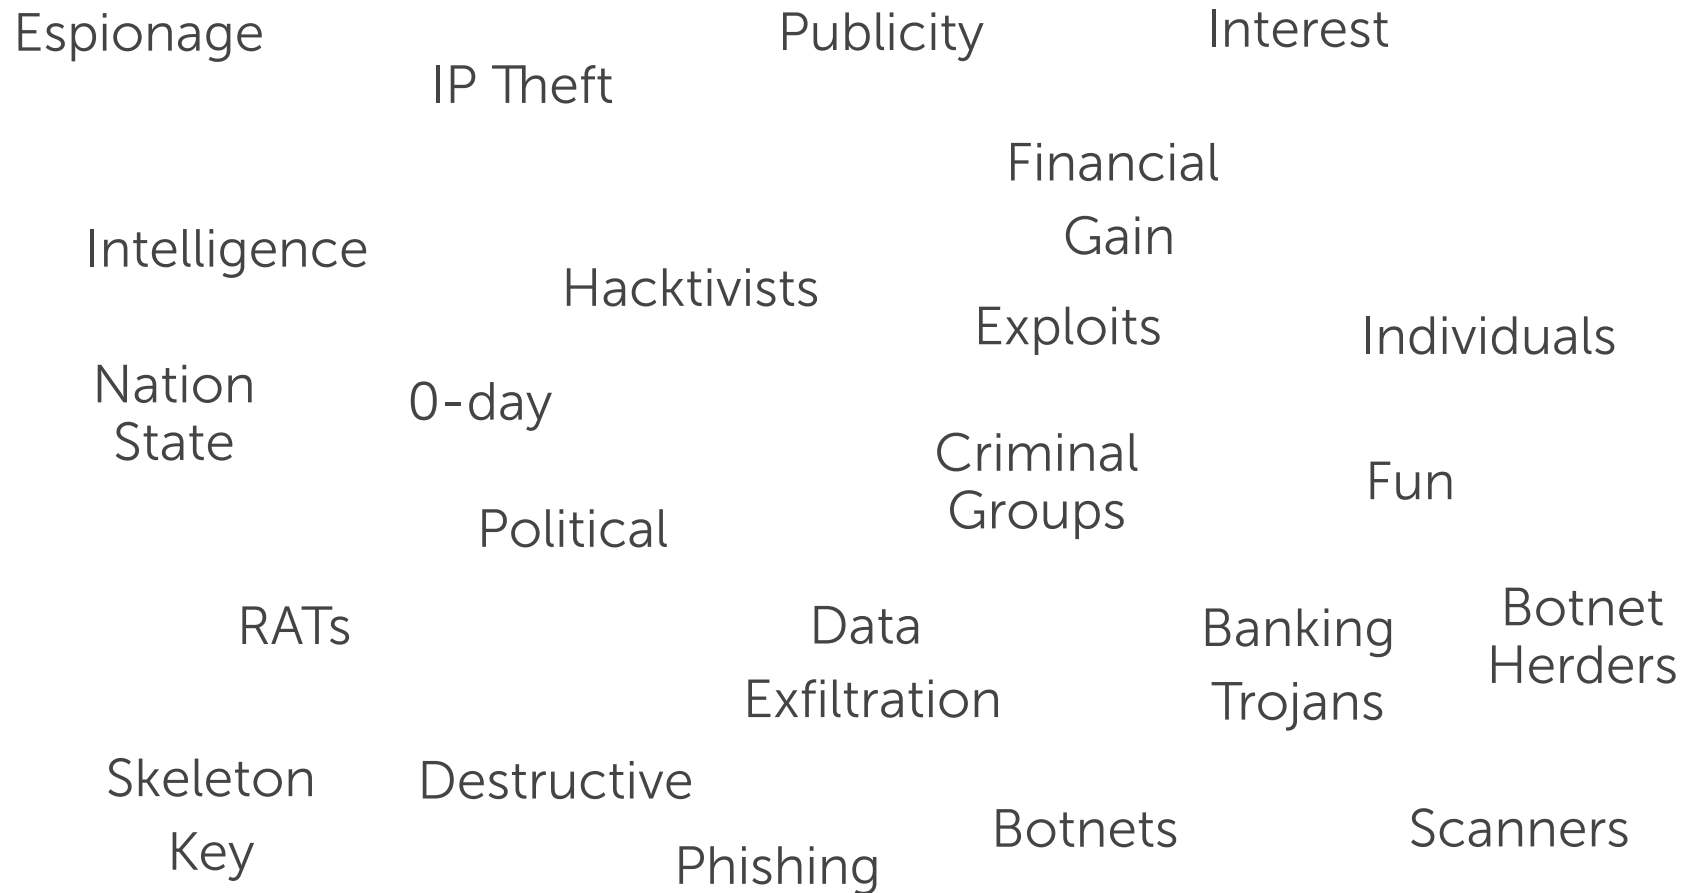 Espionage
Publicity
Interest
IP Theft
Financial
Gain
Intelligence
Hacktivists
Exploits
Individuals
Nation
State
0-day
Criminal
Groups
Fun
Political
RATs
Data
Exfiltration
Banking
Trojans
Botnet
Herders
Skeleton
Key
Destructive
Phishing
Botnets
Scanners